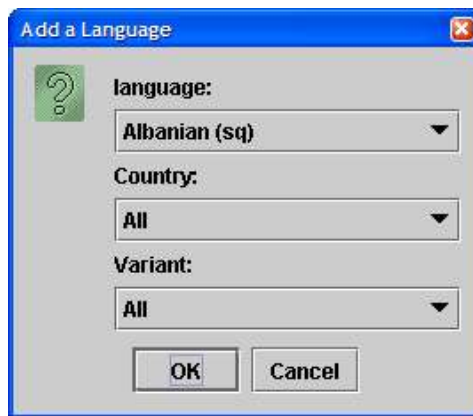 Add a Language
language:
Albanian (sq)
Country:
All
Variant:
All
OK Cancel